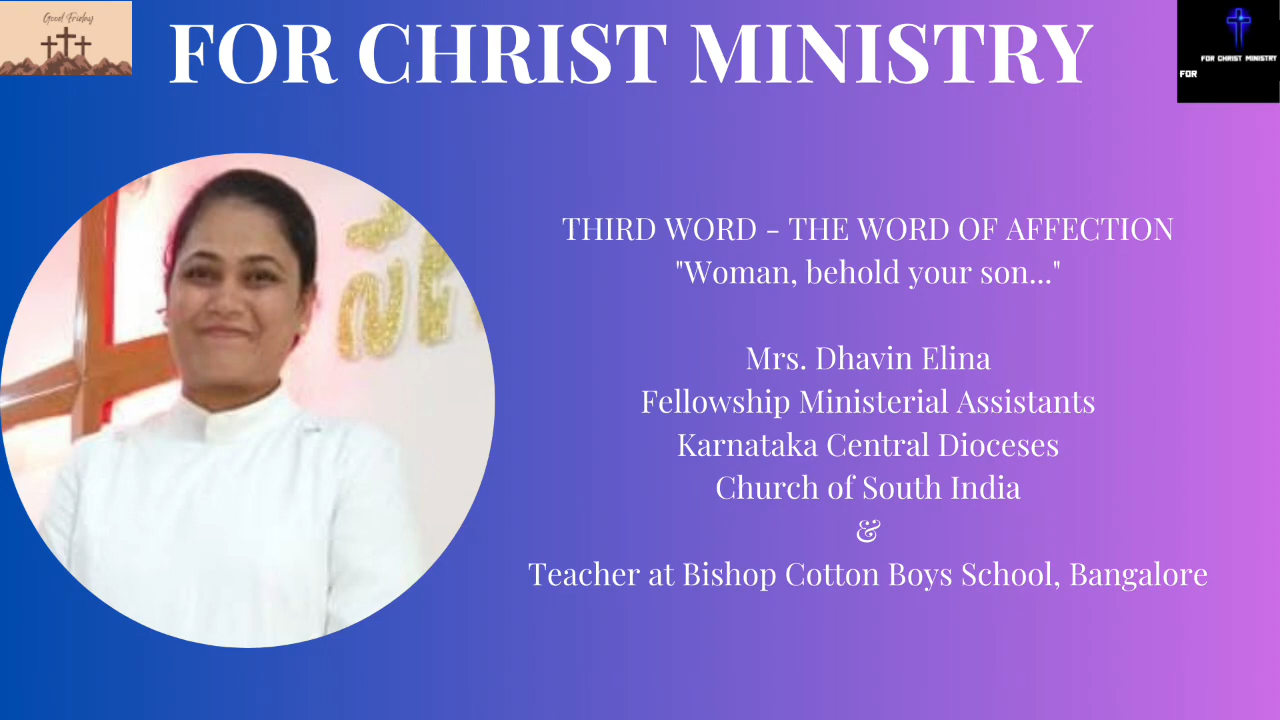 Good Friday
FOR CHRIST MINISTRY
FOR CHRIST MINISTRY
FOR
THIRD WORD - THE WORD OF AFFECTION
"Woman, behold your son..."
Mrs. Dhavin Elina
Fellowship Ministerial Assistants
Karnataka Central Dioceses
Church of South India
&
Teacher at Bishop Cotton Boys School, Bangalore